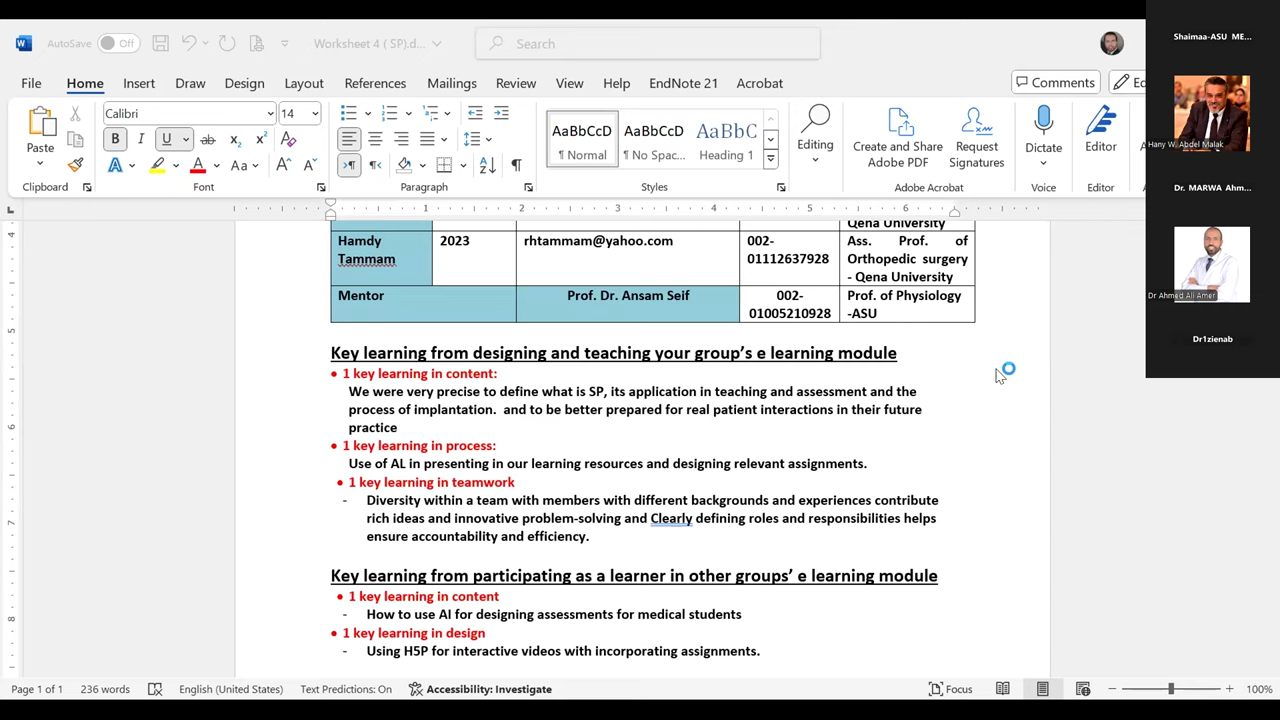 AutoSave Off Worksheet 4 ( SP).d... Search
File Home Insert Draw Design Layout References Mailings Review View Help EndNote 21 Acrobat Comments
Calibri 14
Paste
AaBbCcD AaBbCcD AaBbC
Normal No Spac... Heading 1
Editing
Create and Share Adobe PDF
Request Signatures
Dictate
Editor
Clipboard Font Paragraph Styles Adobe Acrobat Voice Editor
Shaimaa-ASU ME...
Hany W. Abdel Malak
Dr. MARWA Ahm...
Dr Ahmed Ali Amer
Dr1zienab
Qena University
Hamdy Tammam 2023 rhtammam@yahoo.com 002-01112637928 Ass. Prof. of Orthopedic surgery - Qena University
Mentor Prof. Dr. Ansam Seif 002-01005210928 Prof. of Physiology -ASU
Key learning from designing and teaching your group's e learning module
• 1 key learning in content:
We were very precise to define what is SP, its application in teaching and assessment and the
process of implantation. and to be better prepared for real patient interactions in their future
practice
• 1 key learning in process:
Use of AL in presenting in our learning resources and designing relevant assignments.
• 1 key learning in teamwork
- Diversity within a team with members with different backgrounds and experiences contribute
rich ideas and innovative problem-solving and Clearly defining roles and responsibilities helps
ensure accountability and efficiency.
Key learning from participating as a learner in other groups' e learning module
• 1 key learning in content
- How to use AI for designing assessments for medical students
• 1 key learning in design
- Using H5P for interactive videos with incorporating assignments.
Page 1 of 1 236 words English (United States) Text Predictions: On Accessibility: Investigate Focus 100%